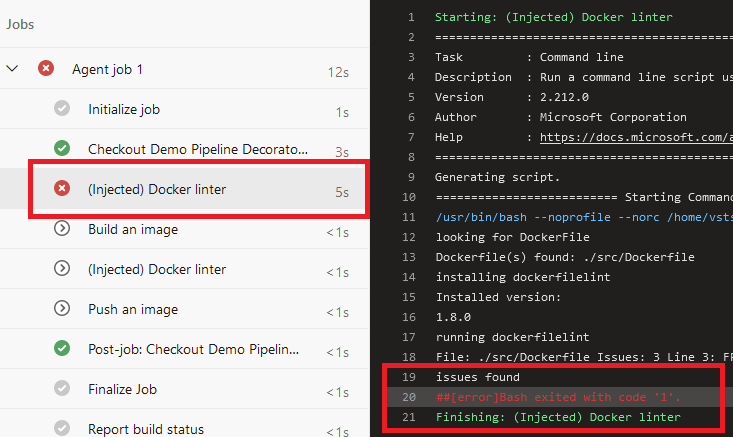 Jobs
Agent job 1 12s
Initialize job 1s
Checkout Demo Pipeline Decorato... 3s
(Injected) Docker linter 5s
Build an image <1s
(Injected) Docker linter <1s
Push an image <1s
Post-job: Checkout Demo Pipelin... <1s
Finalize Job <1s
Report build status <1s
1 Starting: (Injected) Docker linter
2 ==========================================
3 Task : Command line
4 Description : Run a command line script us
5 Version : 2.212.0
6 Author : Microsoft Corporation
7 Help : https://docs.microsoft.com/a
8 ==========================================
9 Generating script.
10 ========================== Starting Comman
11 /usr/bin/bash --noprofile --norc /home/vsts
12 looking for DockerFile
13 Dockerfile(s) found: ./src/Dockerfile
14 installing dockerfilelint
15 Installed version:
16 1.8.0
17 running dockerfilelint
18 File: ./src/Dockerfile Issues: 3 Line 3: FR
19 issues found
20 ##[error]Bash exited with code '1'.
21 Finishing: (Injected) Docker linter